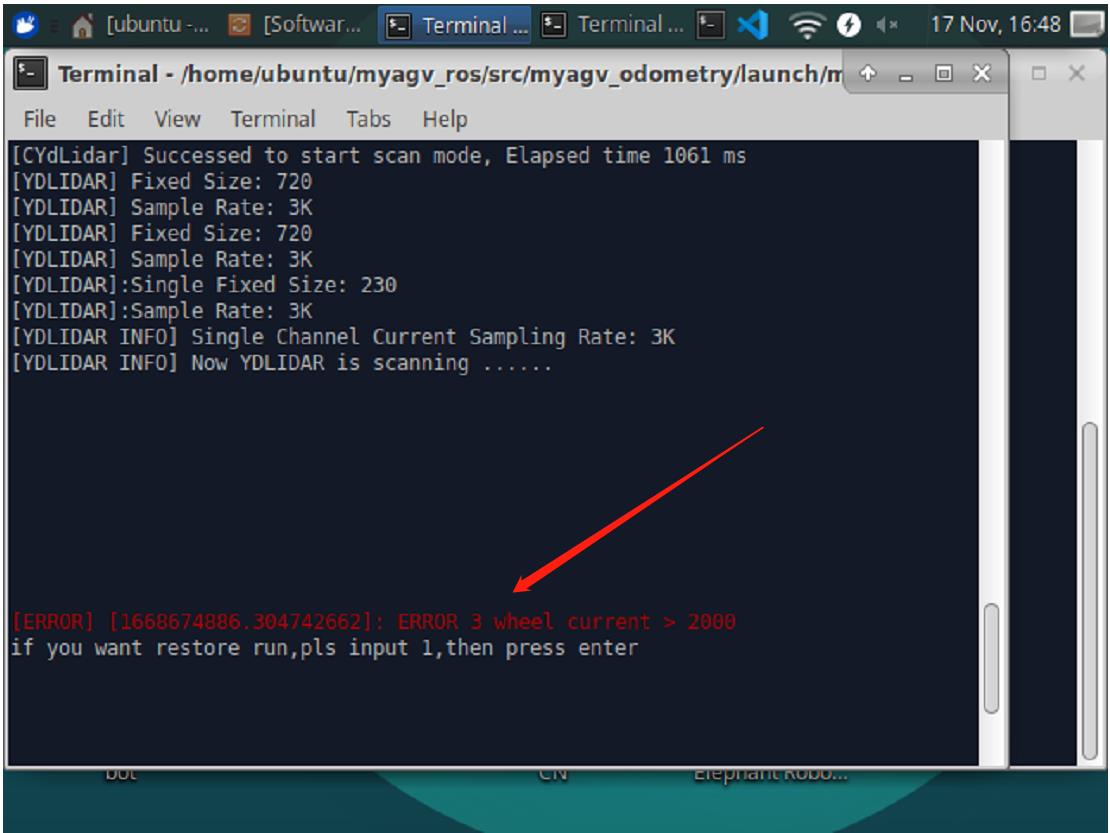 [ubuntu -... [Softwar... Terminal ... Terminal ... 17 Nov, 16:48
Terminal - /home/ubuntu/myagv_ros/src/myagv_odometry/launch/m
File Edit View Terminal Tabs Help
[CYdLidar] Successed to start scan mode, Elapsed time 1061 ms
[YDLIDAR] Fixed Size: 720
[YDLIDAR] Sample Rate: 3K
[YDLIDAR] Fixed Size: 720
[YDLIDAR] Sample Rate: 3K
[YDLIDAR]:Single Fixed Size: 230
[YDLIDAR]:Sample Rate: 3K
[YDLIDAR INFO] Single Channel Current Sampling Rate: 3K
[YDLIDAR INFO] Now YDLIDAR is scanning ......
[ERROR] [1668674886.304742662]: ERROR 3 wheel current > 2000
if you want restore run,pls input 1,then press enter
bot CN Elephant Robo...